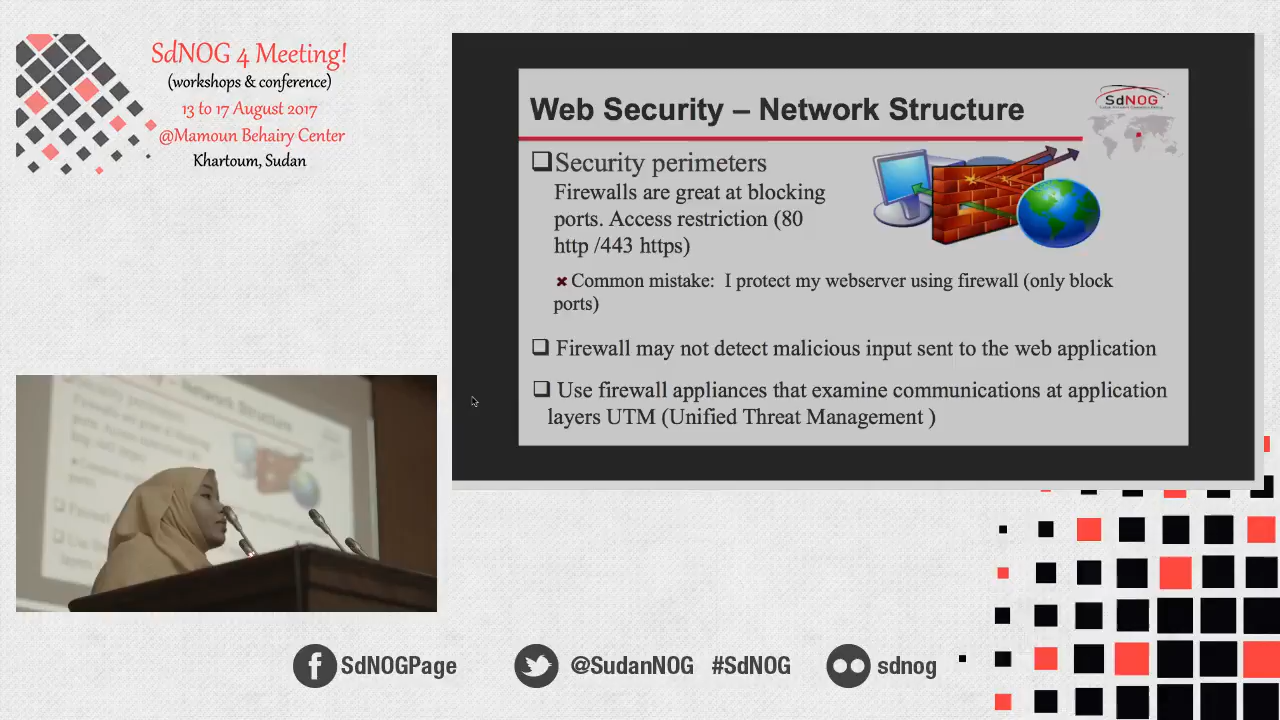 SdNOG 4 Meeting!
(workshops & conference)
13 to 17 August 2017
@Mamoun Behairy Center
Khartoum, Sudan
Web Security – Network Structure
SdNOG
Security perimeters
Firewalls are great at blocking
ports. Access restriction (80
http /443 https)
Common mistake: I protect my webserver using firewall (only block
ports)
Firewall may not detect malicious input sent to the web application
Use firewall appliances that examine communications at application
layers UTM (Unified Threat Management )
SdNOGPage
@SudanNOG #SdNOG
sdnog